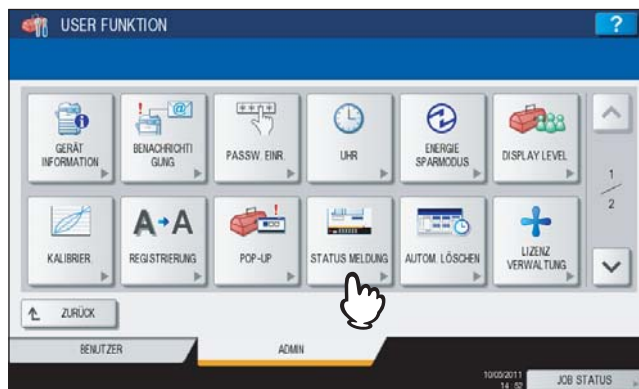 USER FUNKTION
?
GERÄT
INFORMATION
BENACHRICHTI
GUNG
PASSW. EINR.
UHR
ENERGIE
SPARMODUS
DISPLAY LEVEL
1
2
KALIBRIER.
A→A
REGISTRIERUNG
POP-UP
STATUS MELDUNG
AUTOM. LÖSCHEN
LIZENZ
VERWALTUNG
ZURÜCK
BENUTZER
ADMIN
10/03/2011
14 : 52
JOB STATUS